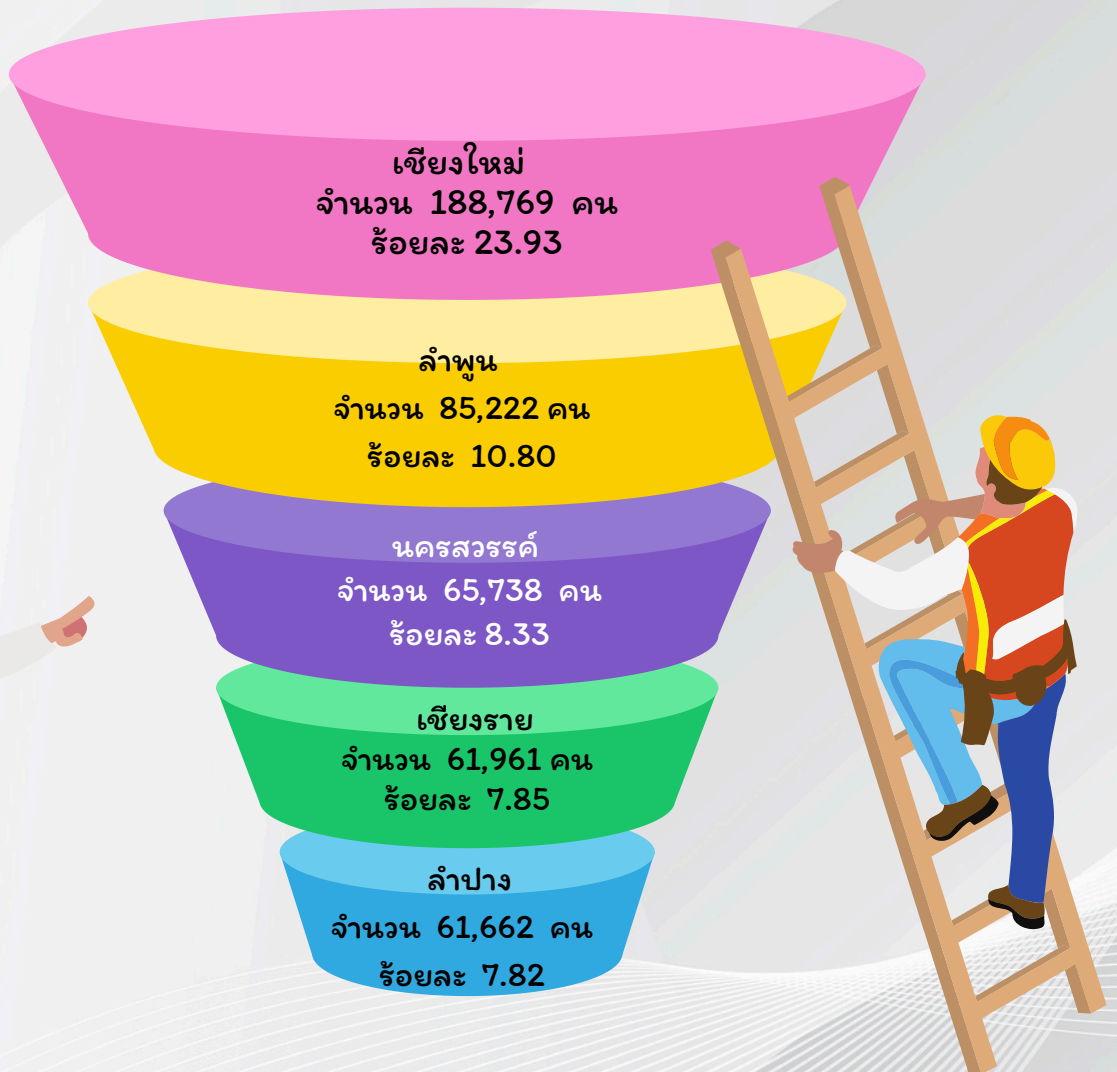 เชียงใหม่
จำนวน 188,769 คน
ร้อยละ 23.93
ลำพูน
จำนวน 85,222 คน
ร้อยละ 10.80
นครสวรรค์
จำนวน 65,738 คน
ร้อยละ 8.33
เชียงราย
จำนวน 61,961 คน
ร้อยละ 7.85
ลำปาง
จำนวน 61,662 คน
ร้อยละ 7.82